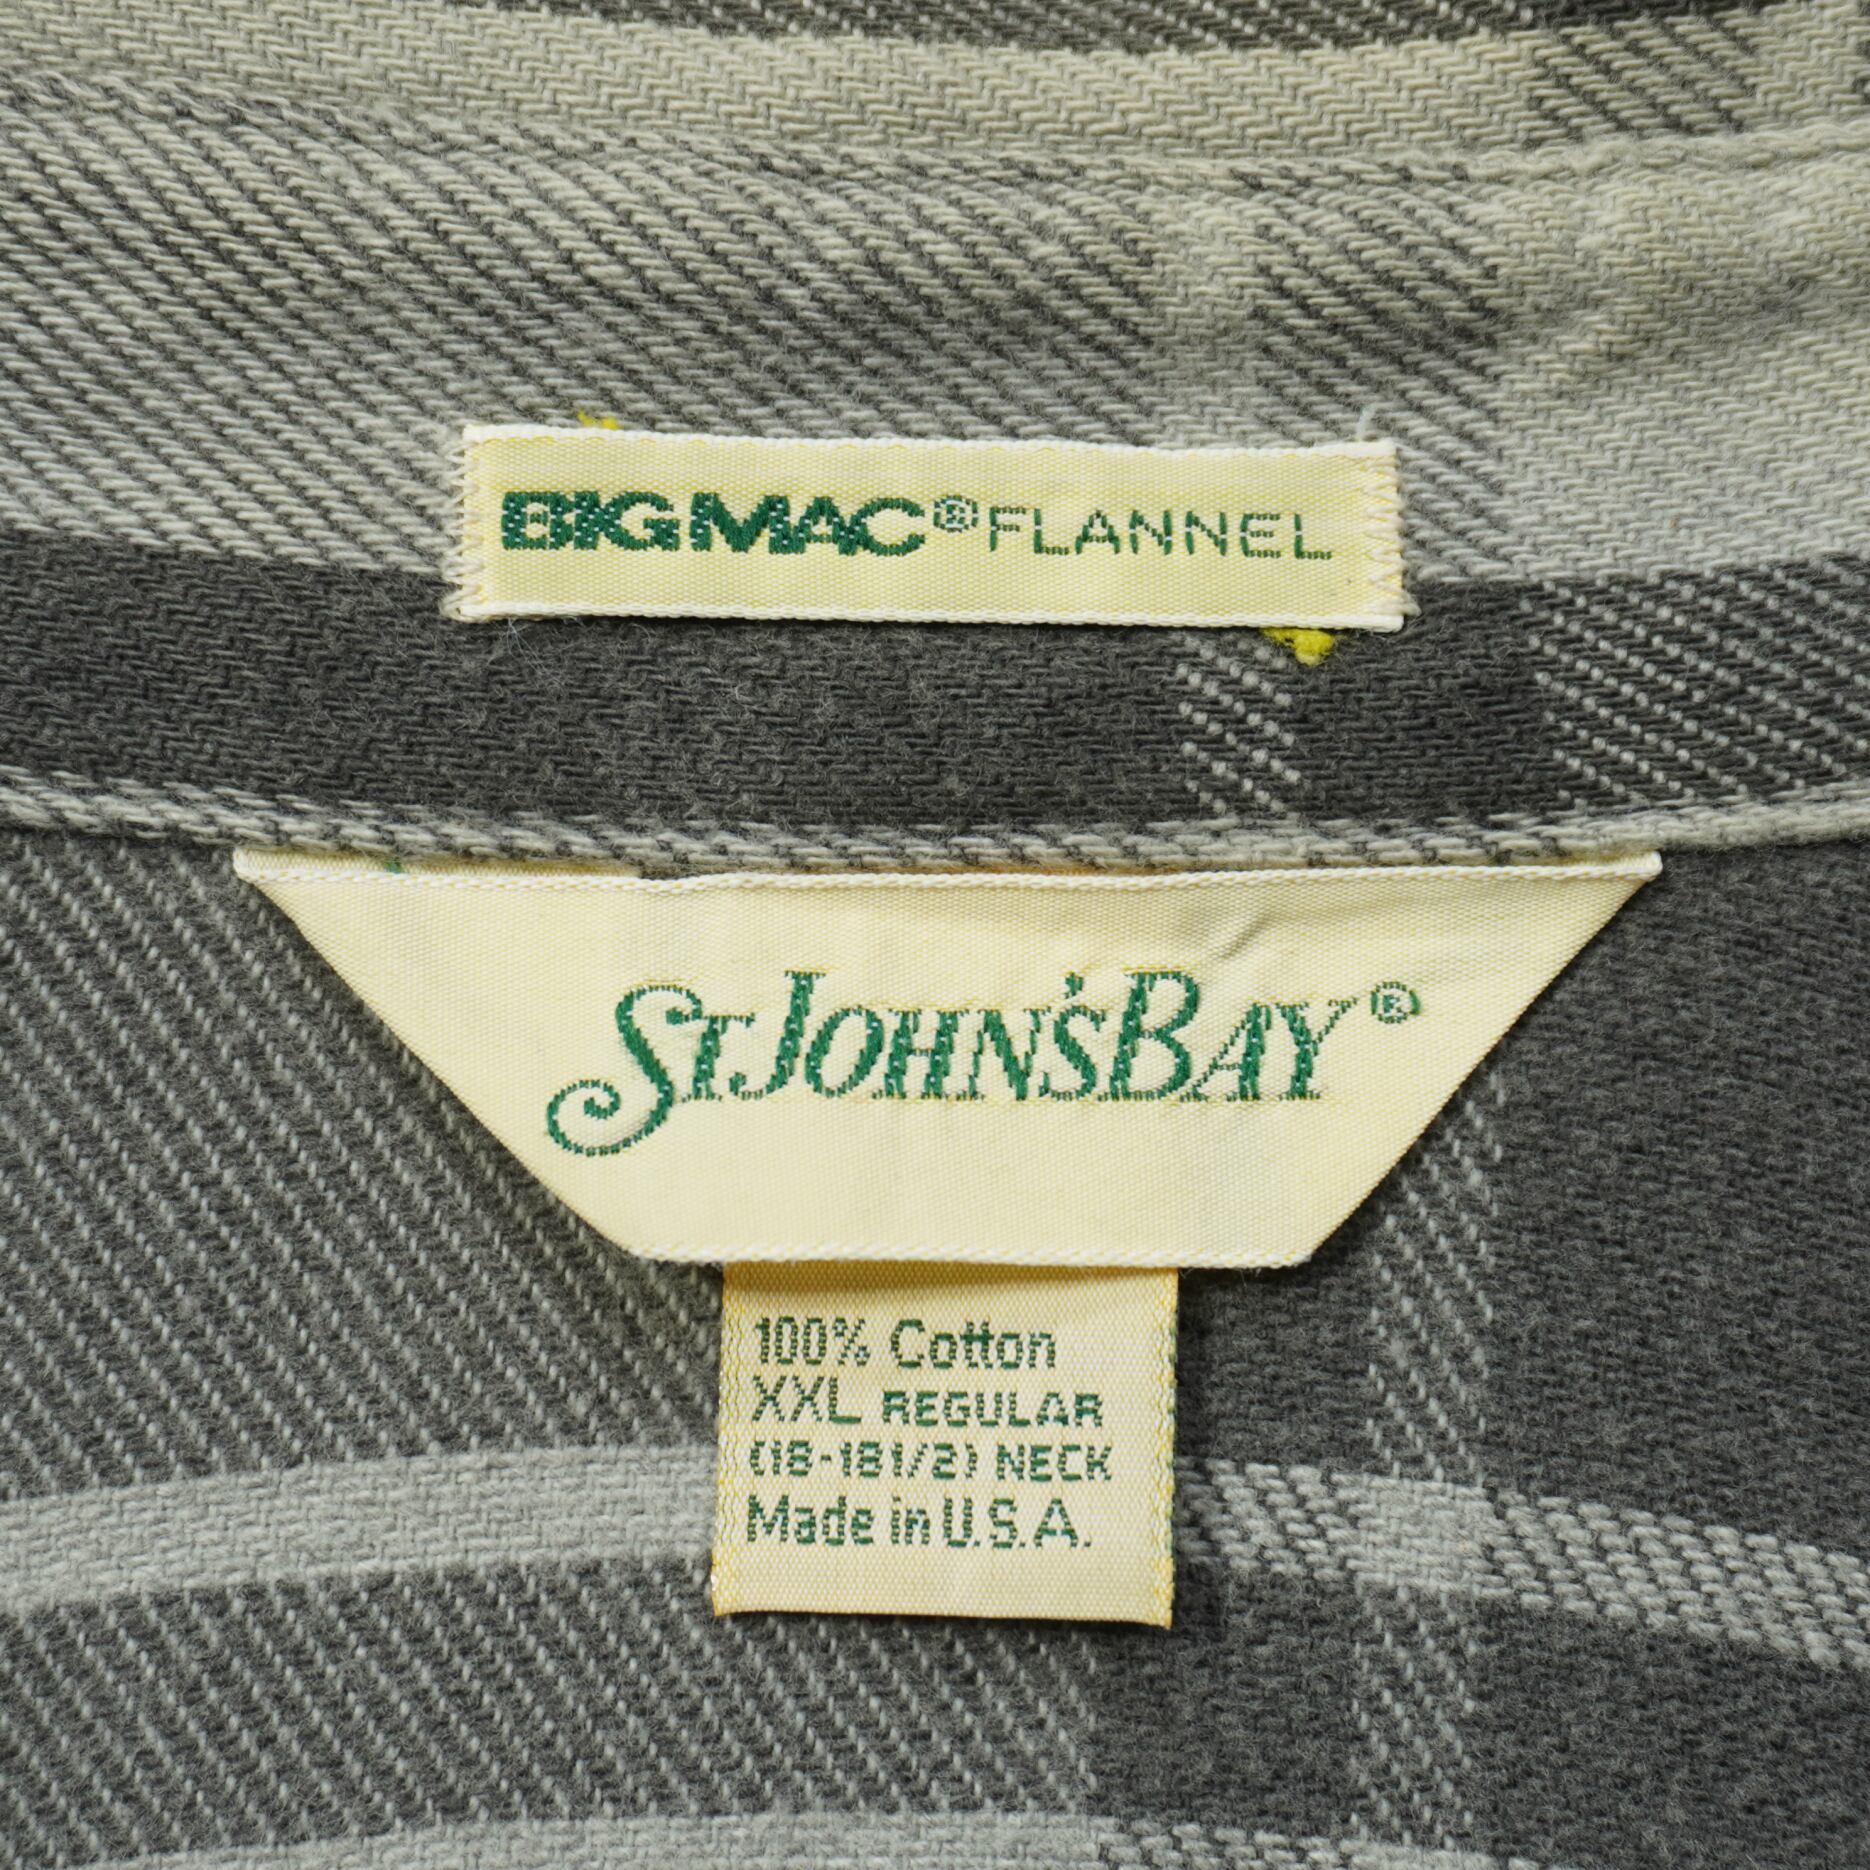 BIG MAC® FLANNEL
ST JOHN'S BAY®
100% Cotton
XXL REGULAR
(18-18 1/2) NECK
Made in U.S.A.